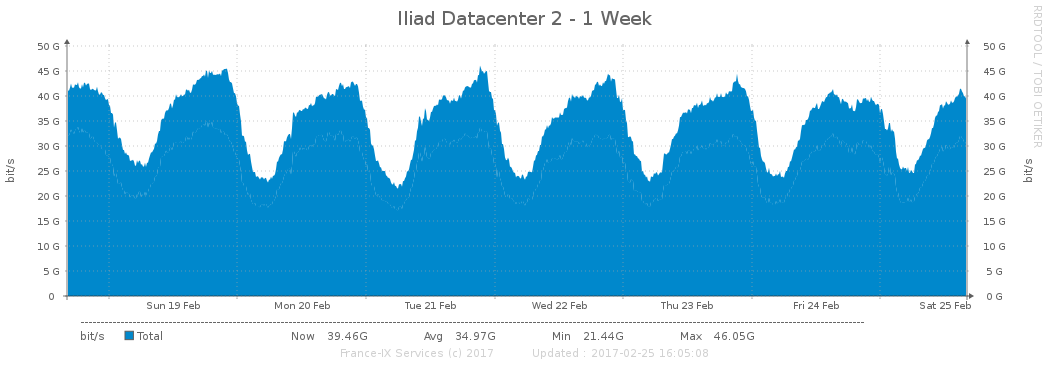 Iliad Datacenter 2 - 1 Week
RRDTOOL / TOBI OETIKER
50 G 50 G
45 G 45 G
40 G 40 G
35 G 35 G
30 G 30 G
25 G 25 G
20 G 20 G
15 G 15 G
10 G 10 G
5 G 5 G
0 0 G
bit/s
bit/s
Sun 19 Feb Mon 20 Feb Tue 21 Feb Wed 22 Feb Thu 23 Feb Fri 24 Feb Sat 25 Feb
bit/s Total Now 39.46G Avg 34.97G Min 21.44G Max 46.05G
France-IX Services (c) 2017 Updated : 2017-02-25 16:05:08